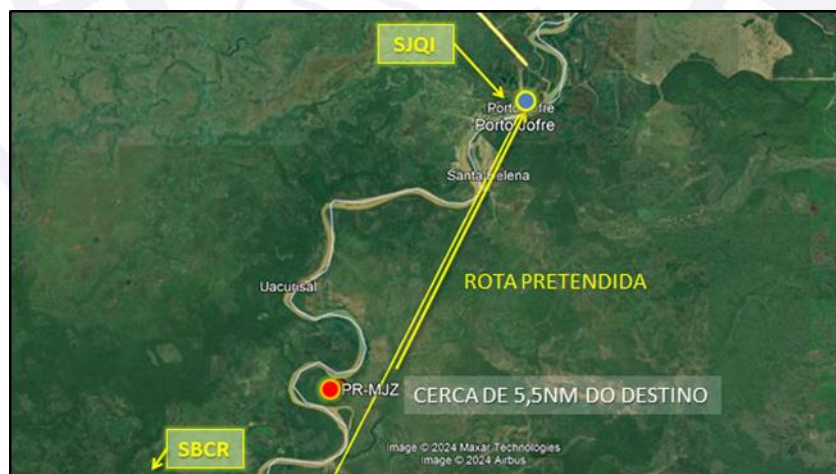 SJQI
Porto Jofre
Porto Jofre
Santa Helena
ROTA PRETENDIDA
Uacurisal
PR-MJZ
CERCA DE 5,5NM DO DESTINO
SBCR
Image © 2024 Maxar Technologies
Image © 2024 Airbus